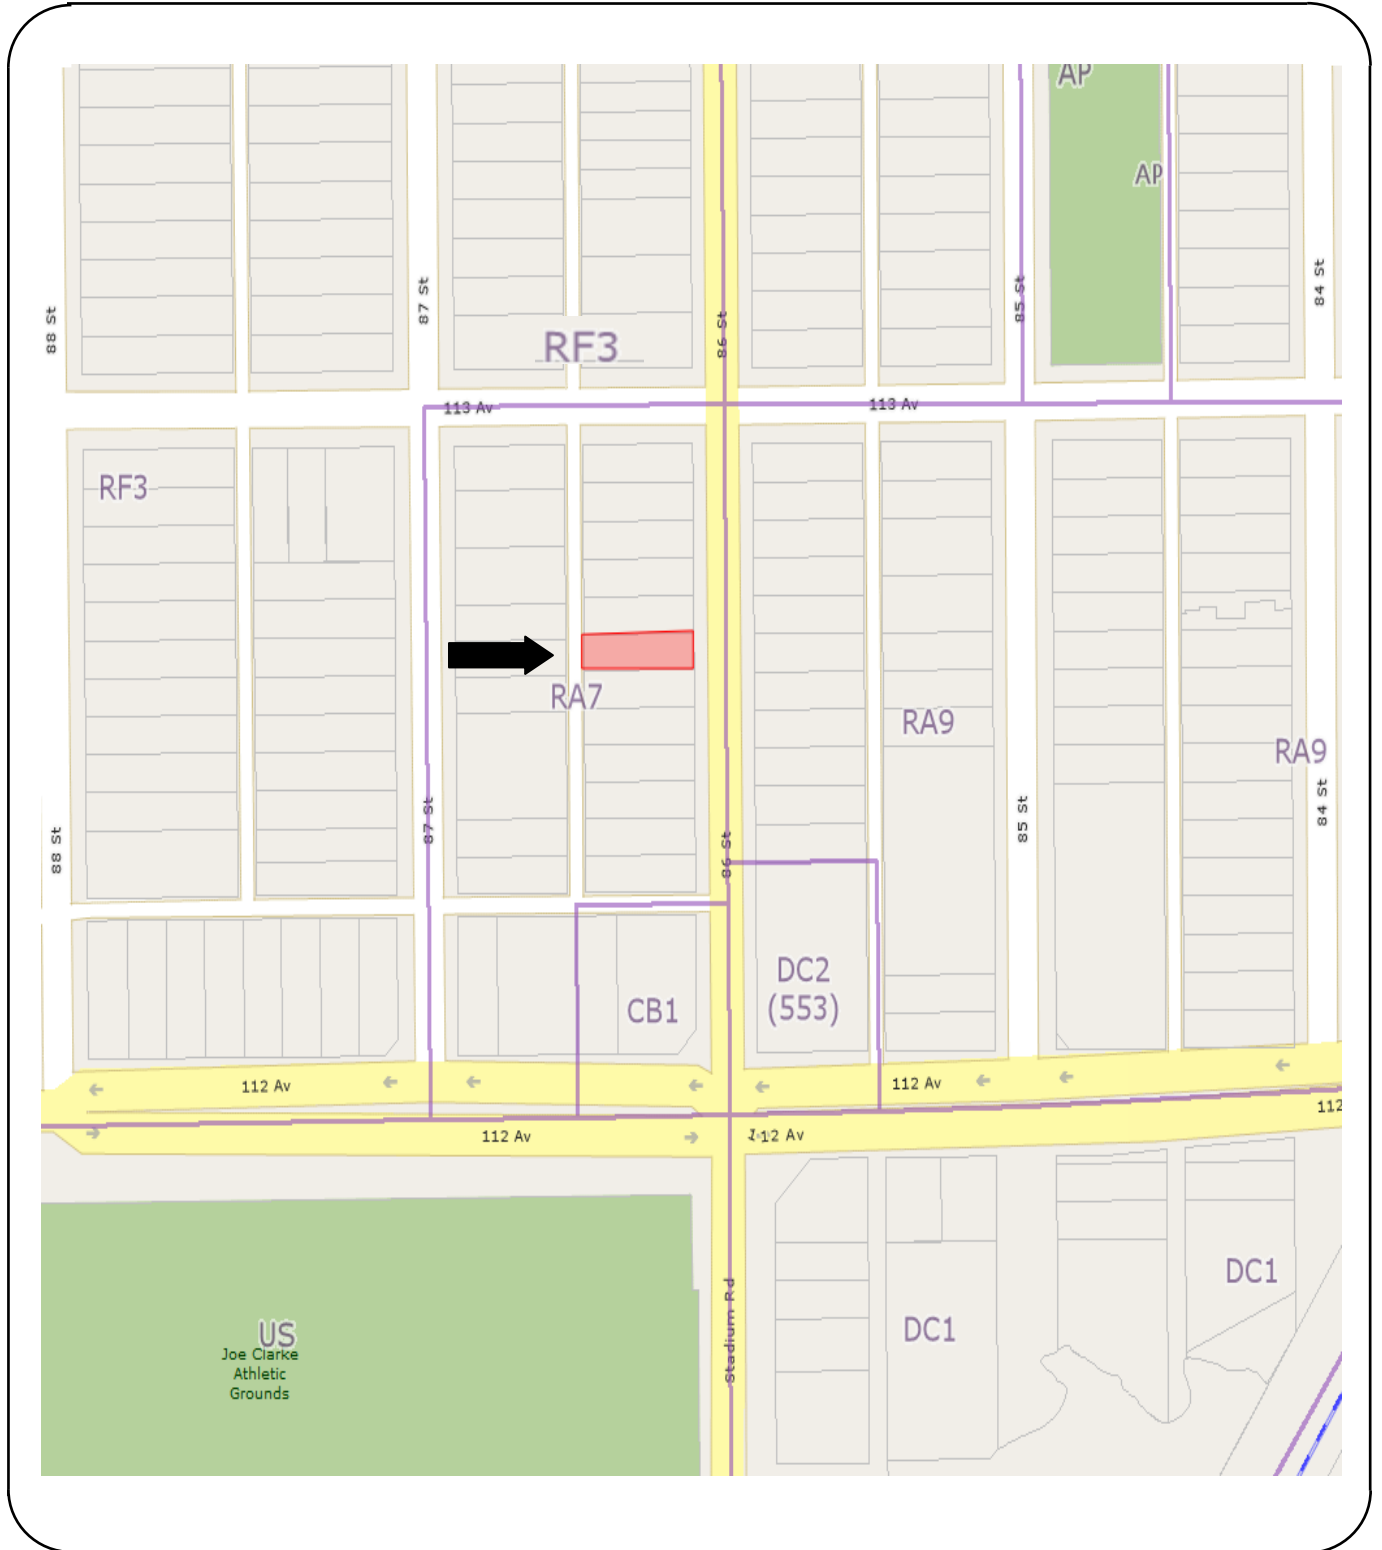 AP
AP
84 St
87 St
85 St
88 St
86 St
RF3
113 Av
113 Av
RF3
RA7
RA9
RA9
84 St
87 St
85 St
88 St
86 St
DC2
(553)
CB1
112 Av
112 Av
112
112 Av
112 Av
DC1
DC1
Stadium Rd
US
Joe Clarke
Athletic
Grounds